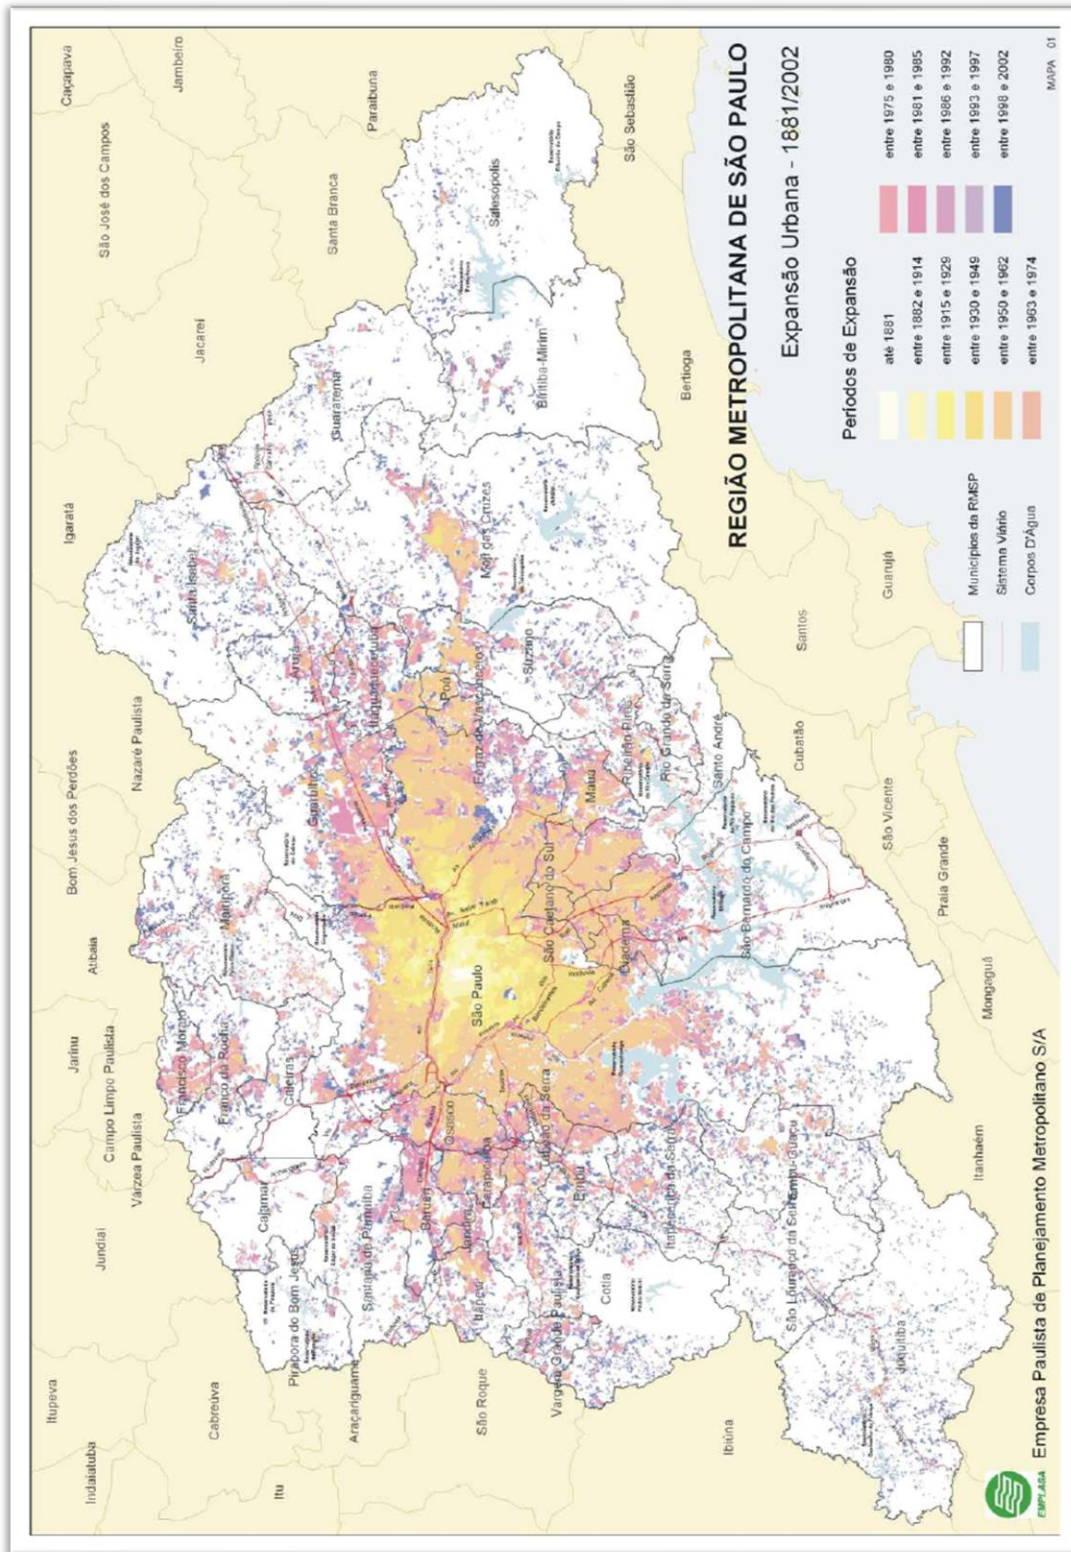 REGIÃO METROPOLITANA DE SÃO PAULO
Expansão Urbana - 1881/2002
Períodos de Expansão
até 1881
entre 1882 e 1914
entre 1915 e 1929
entre 1930 e 1949
entre 1950 e 1962
entre 1963 e 1974
entre 1975 e 1980
entre 1981 e 1985
entre 1986 e 1992
entre 1993 e 1997
entre 1998 e 2002
Municípios da RMSP
Sistema Viário
Corpos D'Água
MAPA 01
EMPLASA
Empresa Paulista de Planejamento Metropolitano S/A
Indaiatuba
Itupeva
Itu
Cabreúva
Jundiaí
Várzea Paulista
Campo Limpo Paulista
Jarinu
Atibaia
Bom Jesus dos Perdões
Nazaré Paulista
Igaratá
Jacareí
São José dos Campos
Caçapava
Jambeiro
Santa Branca
Paraibuna
São Sebastião
Bertioga
Guarujá
Santos
Cubatão
São Vicente
Praia Grande
Mongaguá
Itanhaém
Ibiúna
São Roque
Araçariguama
Pirapora do Bom Jesus
Cajamar
Santana de Parnaíba
Francisco Morato
Franco da Rocha
Caieiras
Mairiporã
Guarulhos
Arujá
Santa Isabel
Guararema
Itaquaquecetuba
Poá
Ferraz de Vasconcelos
Suzano
Mogi das Cruzes
Biritiba-Mirim
Salesópolis
São Paulo
Osasco
Barueri
Jandira
Carapicuíba
Itapevi
Vargem Grande Paulista
Cotia
Embu
Taboão da Serra
Itapecerica da Serra
São Lourenço da Serra
Embu-Guaçu
Juquitiba
São Caetano do Sul
Diadema
Mauá
Ribeirão Pires
Rio Grande da Serra
Santo André
São Bernardo do Campo